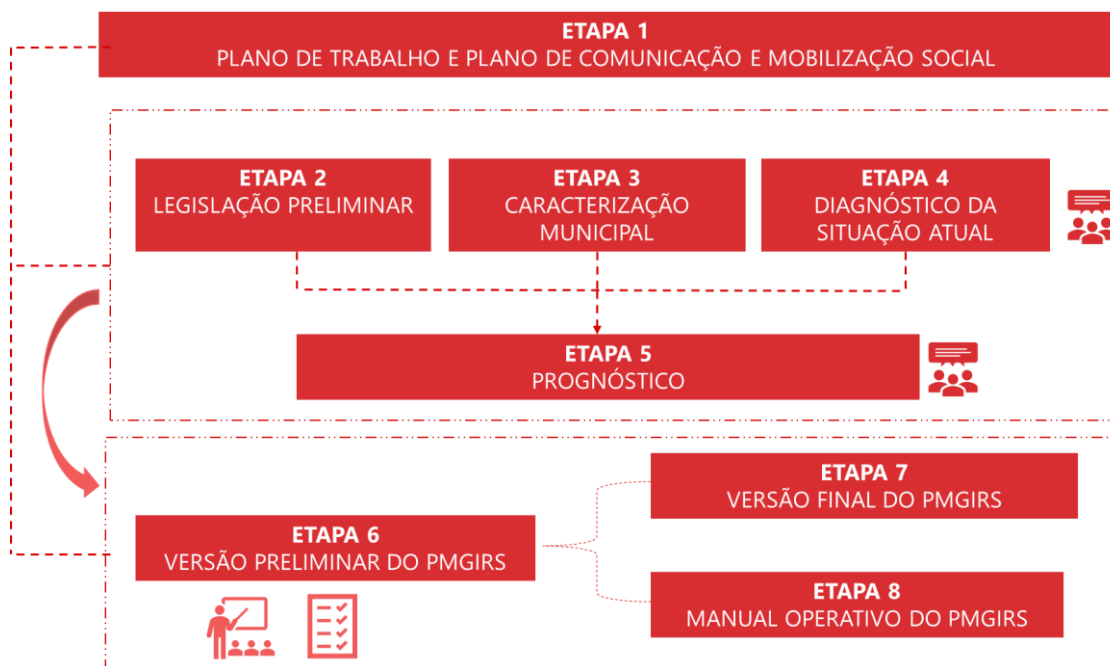 ETAPA 1
PLANO DE TRABALHO E PLANO DE COMUNICAÇÃO E MOBILIZAÇÃO SOCIAL
ETAPA 2
LEGISLAÇÃO PRELIMINAR
ETAPA 3
CARACTERIZAÇÃO
MUNICIPAL
ETAPA 4
DIAGNÓSTICO DA
SITUAÇÃO ATUAL
ETAPA 5
PROGNÓSTICO
ETAPA 6
VERSÃO PRELIMINAR DO PMGIRS
ETAPA 7
VERSÃO FINAL DO PMGIRS
ETAPA 8
MANUAL OPERATIVO DO PMGIRS